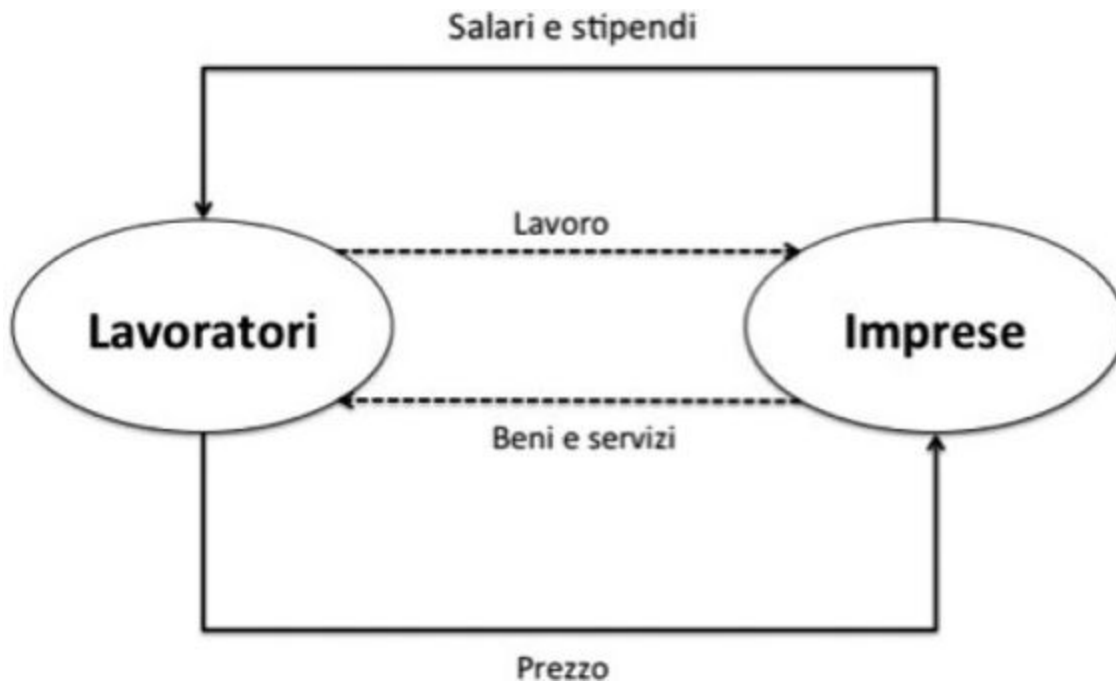 Salari e stipendi
Lavoro
Lavoratori
Imprese
Beni e servizi
Prezzo